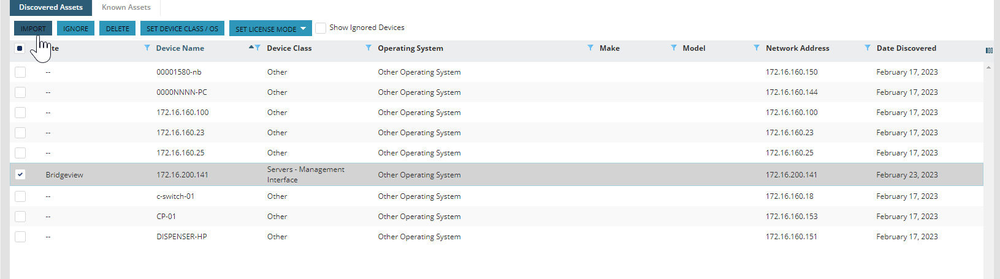 Discovered Assets Known Assets
IMPORT IGNORE DELETE SET DEVICE CLASS / OS SET LICENSE MODE Show Ignored Devices
te Device Name Device Class Operating System Make Model Network Address Date Discovered
-- 00001580-nb Other Other Operating System 172.16.160.150 February 17, 2023
-- 0000NNNN-PC Other Other Operating System 172.16.160.144 February 17, 2023
-- 172.16.160.100 Other Other Operating System 172.16.160.100 February 17, 2023
-- 172.16.160.23 Other Other Operating System 172.16.160.23 February 17, 2023
-- 172.16.160.25 Other Other Operating System 172.16.160.25 February 17, 2023
Bridgeview 172.16.200.141 Servers - Management Other Operating System 172.16.200.141 February 23, 2023
Interface
-- c-switch-01 Other Other Operating System 172.16.160.18 February 17, 2023
-- CP-01 Other Other Operating System 172.16.160.153 February 17, 2023
-- DISPENSER-HP Other Other Operating System 172.16.160.151 February 17, 2023